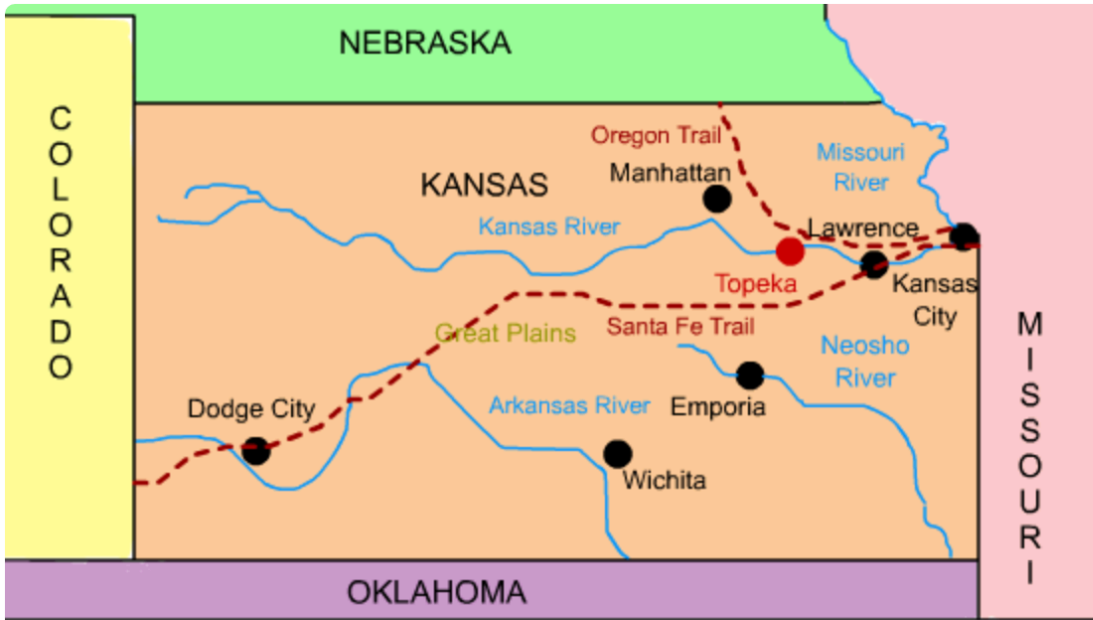 NEBRASKA
COLORADO
Oregon Trail
Manhattan
Missouri
River
KANSAS
Kansas River
Lawrence
Topeka
Kansas
City
Santa Fe Trail
Great Plains
Neosho
River
Dodge City
Arkansas River
Emporia
Wichita
MISSOURI
OKLAHOMA